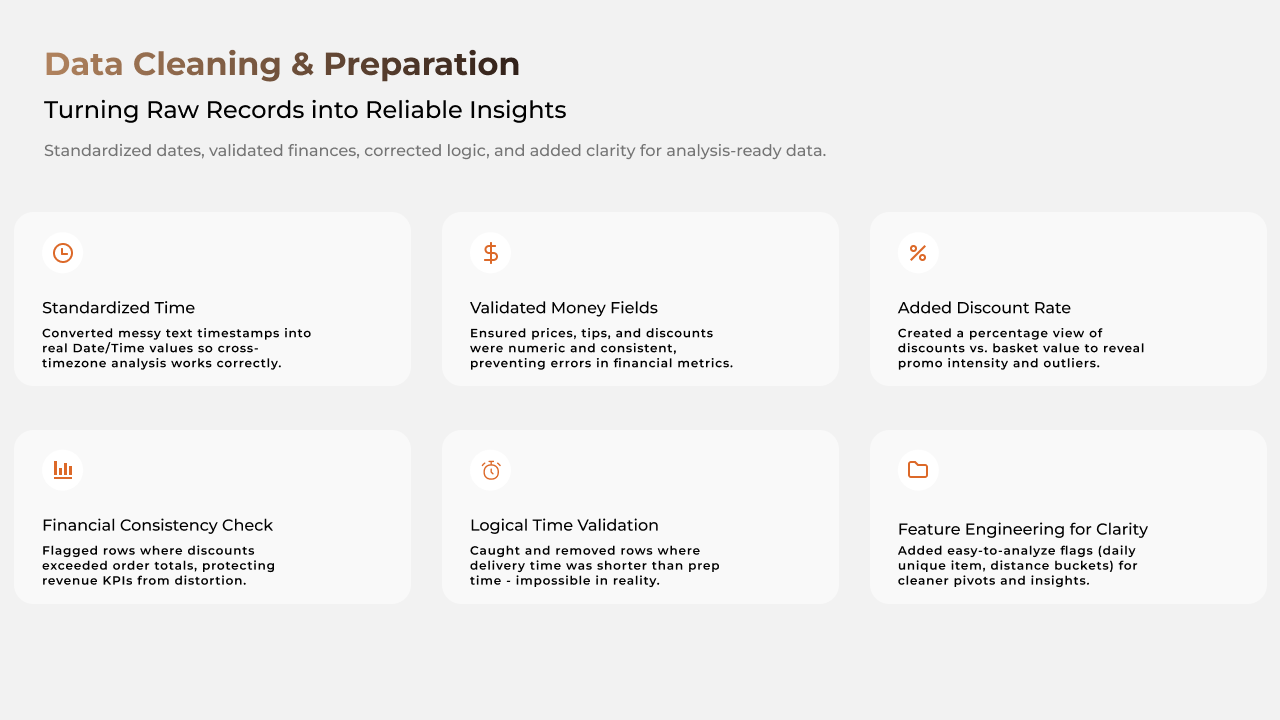 Data Cleaning & Preparation
Turning Raw Records into Reliable Insights
Standardized dates, validated finances, corrected logic, and added clarity for analysis-ready data.
Standardized Time
Converted messy text timestamps into
real Date/Time values so cross-
timezone analysis works correctly.
Validated Money Fields
Ensured prices, tips, and discounts
were numeric and consistent,
preventing errors in financial metrics.
Added Discount Rate
Created a percentage view of
discounts vs. basket value to reveal
promo intensity and outliers.
Financial Consistency Check
Flagged rows where discounts
exceeded order totals, protecting
revenue KPIs from distortion.
Logical Time Validation
Caught and removed rows where
delivery time was shorter than prep
time - impossible in reality.
Feature Engineering for Clarity
Added easy-to-analyze flags (daily
unique item, distance buckets) for
cleaner pivots and insights.